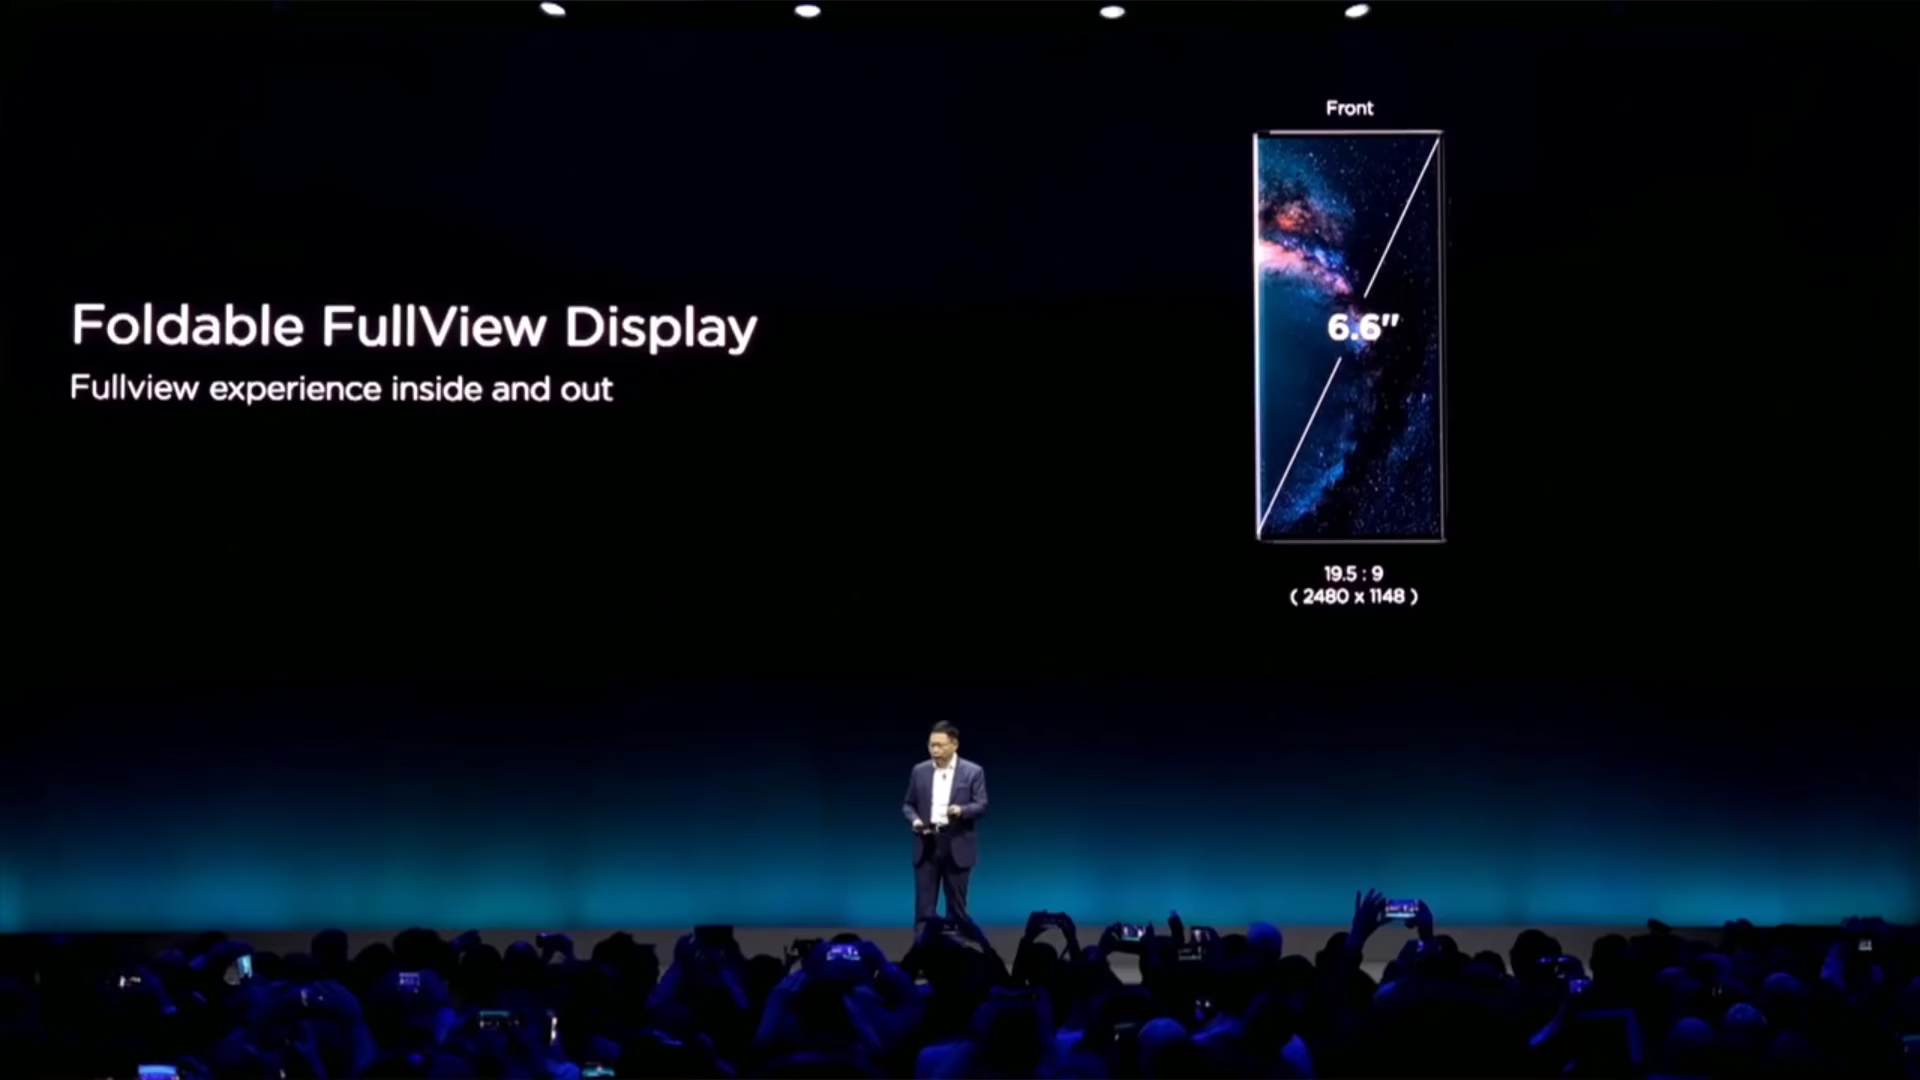 Front
6.6"
Foldable FullView Display
Fullview experience inside and out
19.5 : 9
( 2480 x 1148 )